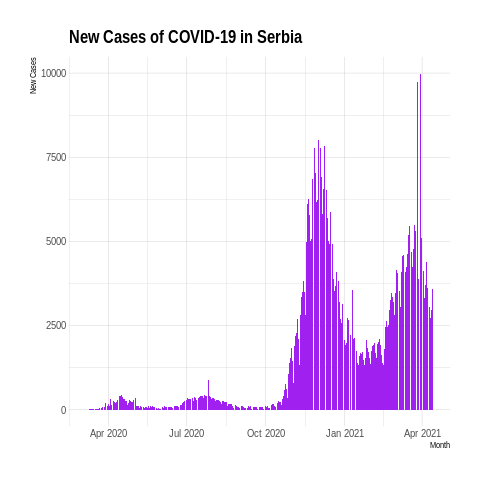 New Cases of COVID-19 in Serbia
New Cases
10000
7500
5000
2500
0
Apr 2020 Jul 2020 Oct 2020 Jan 2021 Apr 2021
Month